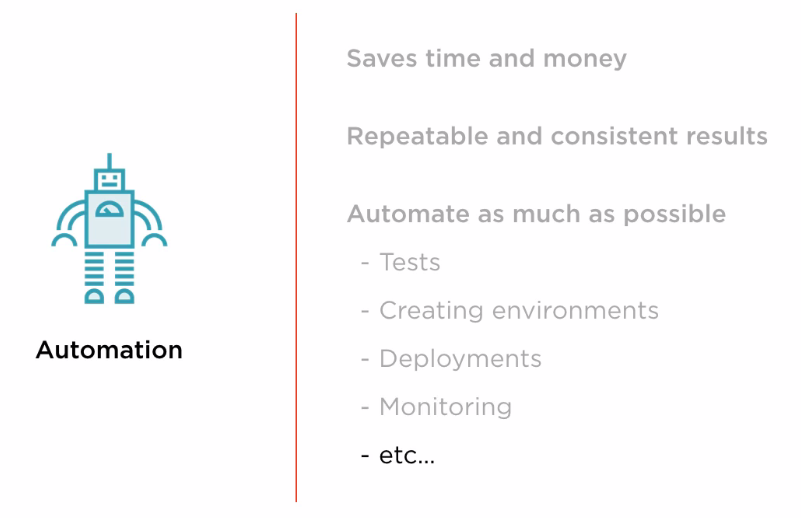 Saves time and money
Repeatable and consistent results
Automate as much as possible
- Tests
- Creating environments
- Deployments
- Monitoring
- etc...
Automation